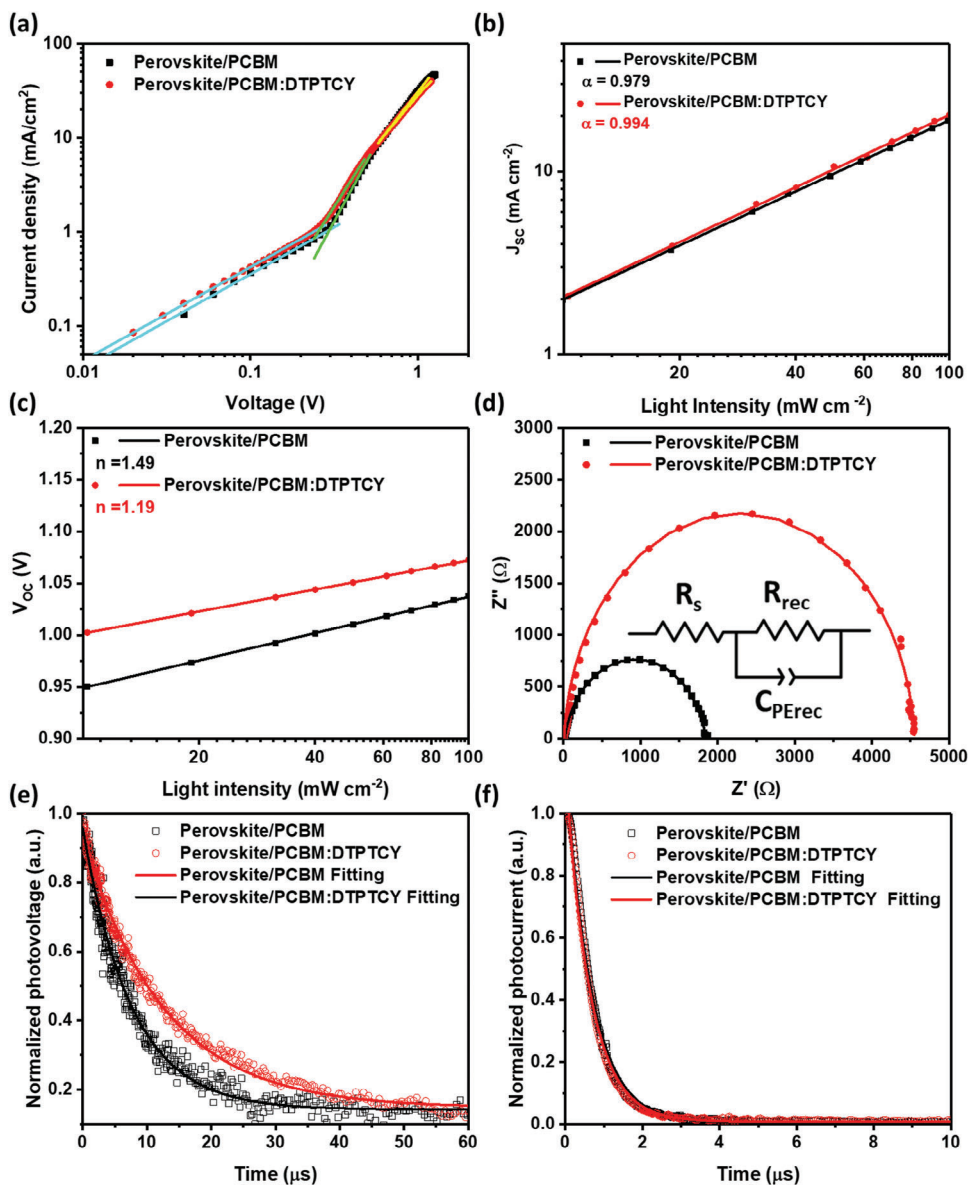 (a)
100
10
1
0.1
Current density (mA/cm²)
Perovskite/PCBM
Perovskite/PCBM:DTPTCY
0.01
0.1
1
Voltage (V)
(b)
10
1
J_SC (mA cm⁻²)
Perovskite/PCBM
α = 0.979
Perovskite/PCBM:DTPTCY
α = 0.994
20
40
60
80
100
Light Intensity (mW cm ⁻²)
(c)
1.20
1.15
1.10
1.05
1.00
0.95
0.90
V_OC (V)
Perovskite/PCBM
n =1.49
Perovskite/PCBM:DTPTCY
n =1.19
20
40
60
80
100
Light intensity (mW cm⁻²)
(d)
3000
2500
2000
1500
1000
500
0
Z" (Ω)
Perovskite/PCBM
Perovskite/PCBM:DTPTCY
R_s
R_rec
C_PErec
0
1000
2000
3000
4000
5000
Z' (Ω)
(e)
1.0
0.8
0.6
0.4
0.2
Normalized photovoltage (a.u.)
Perovskite/PCBM
Perovskite/PCBM:DTPTCY
Perovskite/PCBM Fitting
Perovskite/PCBM:DTPTCY Fitting
0
10
20
30
40
50
60
Time (μs)
(f)
1.0
0.8
0.6
0.4
0.2
0.0
Normalized photocurrent (a.u.)
Perovskite/PCBM
Perovskite/PCBM:DTPTCY
Perovskite/PCBM Fitting
Perovskite/PCBM:DTPTCY Fitting
0
2
4
6
8
10
Time (μs)